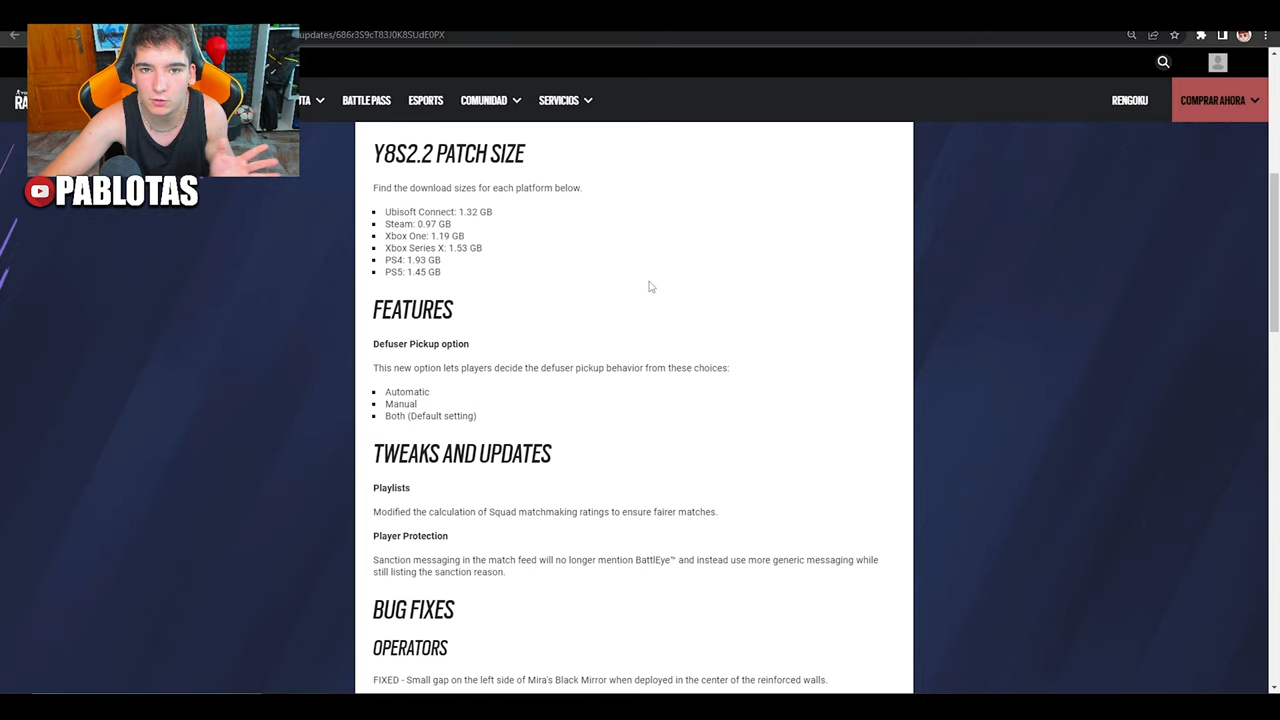 updates/686r3S9cT83J0K8SUdE0PX
RA
UTA
BATTLE PASS
ESPORTS
COMUNIDAD
SERVICIOS
RENGOKU
COMPRAR AHORA
PABLOTAS
Y8S2.2 PATCH SIZE
Find the download sizes for each platform below.
Ubisoft Connect: 1.32 GB
Steam: 0.97 GB
Xbox One: 1.19 GB
Xbox Series X: 1.53 GB
PS4: 1.93 GB
PS5: 1.45 GB
FEATURES
Defuser Pickup option
This new option lets players decide the defuser pickup behavior from these choices:
Automatic
Manual
Both (Default setting)
TWEAKS AND UPDATES
Playlists
Modified the calculation of Squad matchmaking ratings to ensure fairer matches.
Player Protection
Sanction messaging in the match feed will no longer mention BattlEye™ and instead use more generic messaging while
still listing the sanction reason.
BUG FIXES
OPERATORS
FIXED - Small gap on the left side of Mira's Black Mirror when deployed in the center of the reinforced walls.